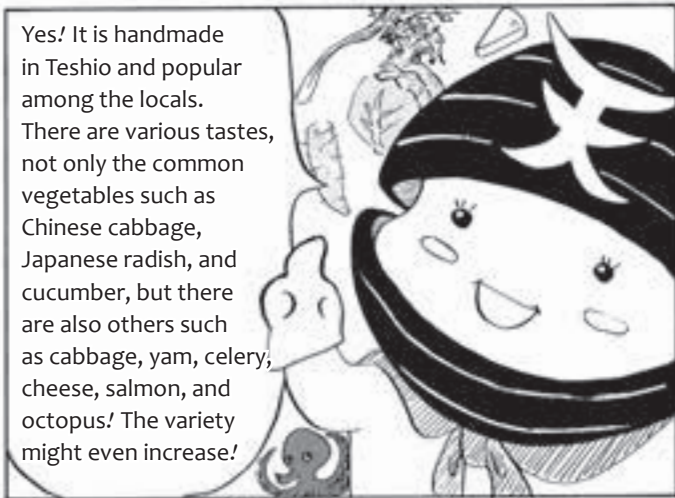 Yes! It is handmade
in Teshio and popular
among the locals.
There are various tastes,
not only the common
vegetables such as
Chinese cabbage,
Japanese radish, and
cucumber, but there
are also others such
as cabbage, yam, celery,
cheese, salmon, and
octopus! The variety
might even increase!
天